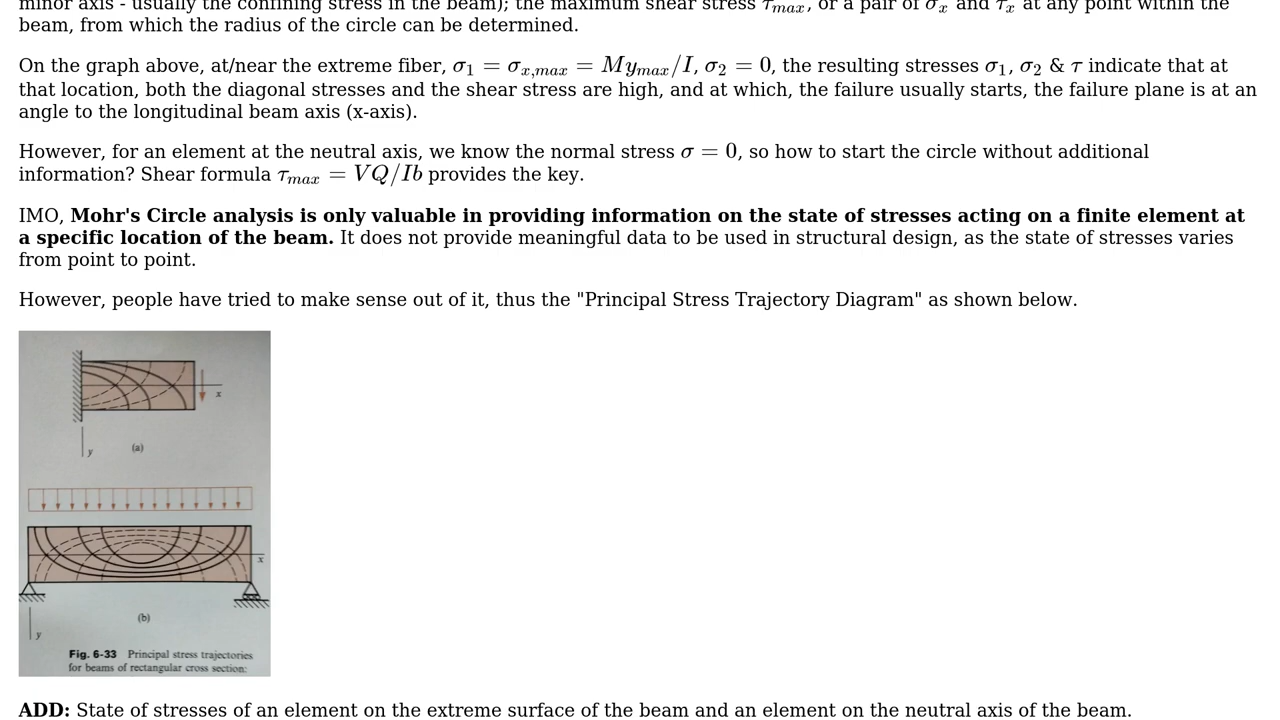 minor axis - usually the confining stress in the beam); the maximum shear stress τmax, or a pair of σx and τx at any point within the
beam, from which the radius of the circle can be determined.
On the graph above, at/near the extreme fiber, σ1 = σx,max = Mymax/I, σ2 = 0, the resulting stresses σ1, σ2 & τ indicate that at
that location, both the diagonal stresses and the shear stress are high, and at which, the failure usually starts, the failure plane is at an
angle to the longitudinal beam axis (x-axis).
However, for an element at the neutral axis, we know the normal stress σ = 0, so how to start the circle without additional
information? Shear formula τmax = VQ/Ib provides the key.
IMO, Mohr's Circle analysis is only valuable in providing information on the state of stresses acting on a finite element at
a specific location of the beam. It does not provide meaningful data to be used in structural design, as the state of stresses varies
from point to point.
However, people have tried to make sense out of it, thus the "Principal Stress Trajectory Diagram" as shown below.
x
y
(a)
x
(b)
y
Fig. 6-33 Principal stress trajectories
for beams of rectangular cross section:
ADD: State of stresses of an element on the extreme surface of the beam and an element on the neutral axis of the beam.